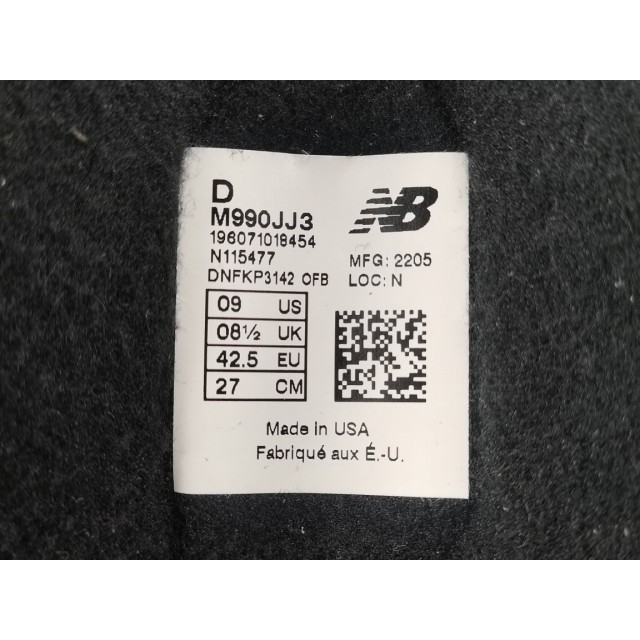 D
M990JJ3
196071018454
N115477
DNFKP3142 OFB
NB
MFG: 2205
LOC: N
09 US
08½ UK
42.5 EU
27 CM
Made in USA
Fabriqué aux É.-U.